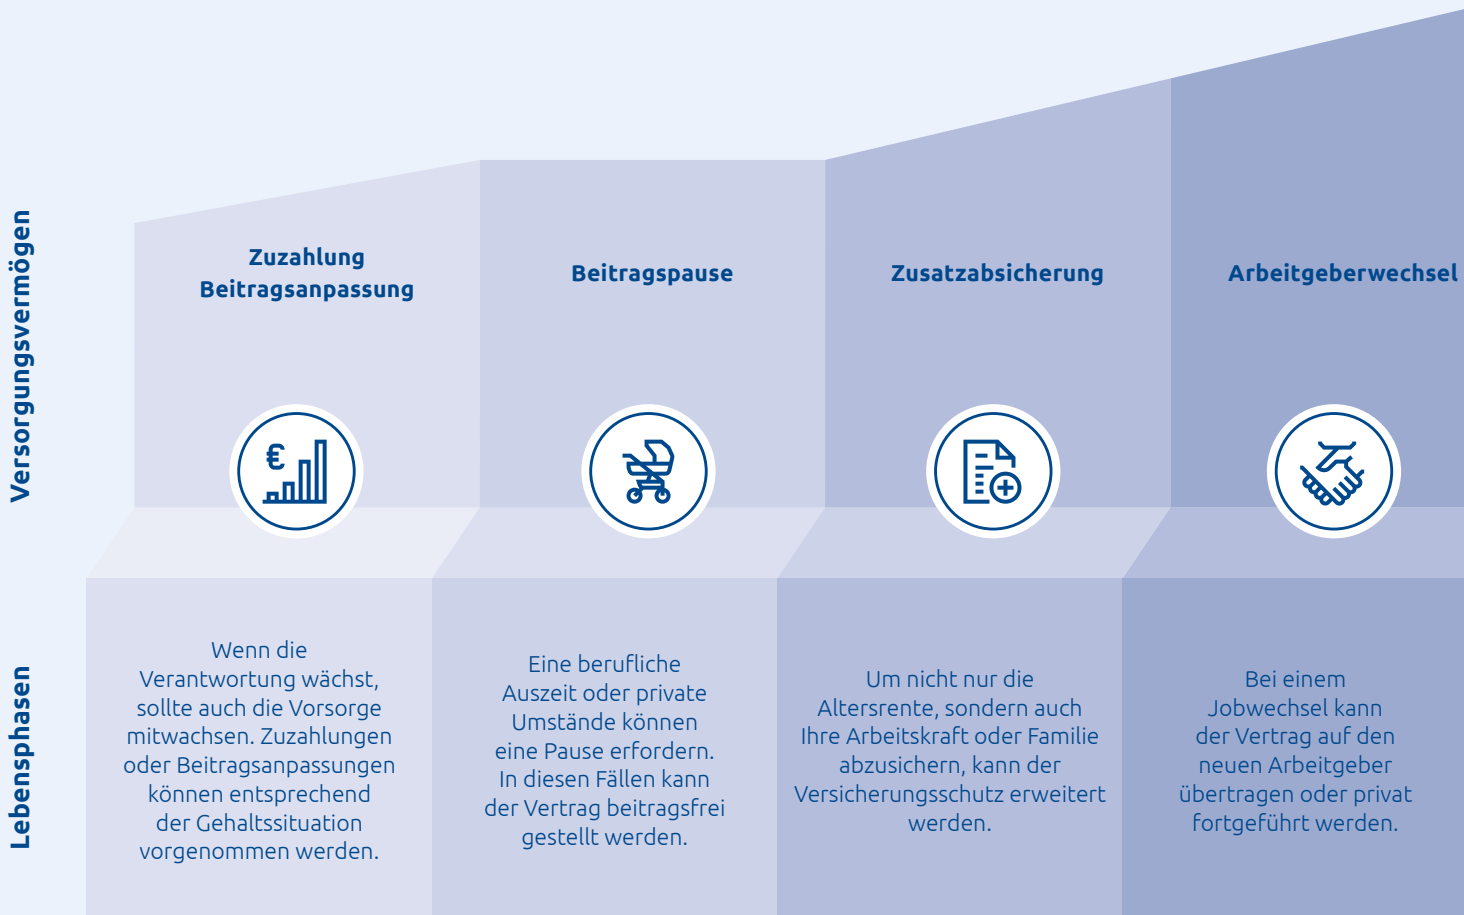 Versorgungsvermögen
Zuzahlung
Beitragsanpassung
Beitragspause
Zusatzabsicherung
Arbeitgeberwechsel
€
Lebensphasen
Wenn die
Verantwortung wächst,
sollte auch die Vorsorge
mitwachsen. Zuzahlungen
oder Beitragsanpassungen
können entsprechend
der Gehaltssituation
vorgenommen werden.
Eine berufliche
Auszeit oder private
Umstände können
eine Pause erfordern.
In diesen Fällen kann
der Vertrag beitragsfrei
gestellt werden.
Um nicht nur die
Altersrente, sondern auch
Ihre Arbeitskraft oder Familie
abzusichern, kann der
Versicherungsschutz erweitert
werden.
Bei einem
Jobwechsel kann
der Vertrag auf den
neuen Arbeitgeber
übertragen oder privat
fortgeführt werden.